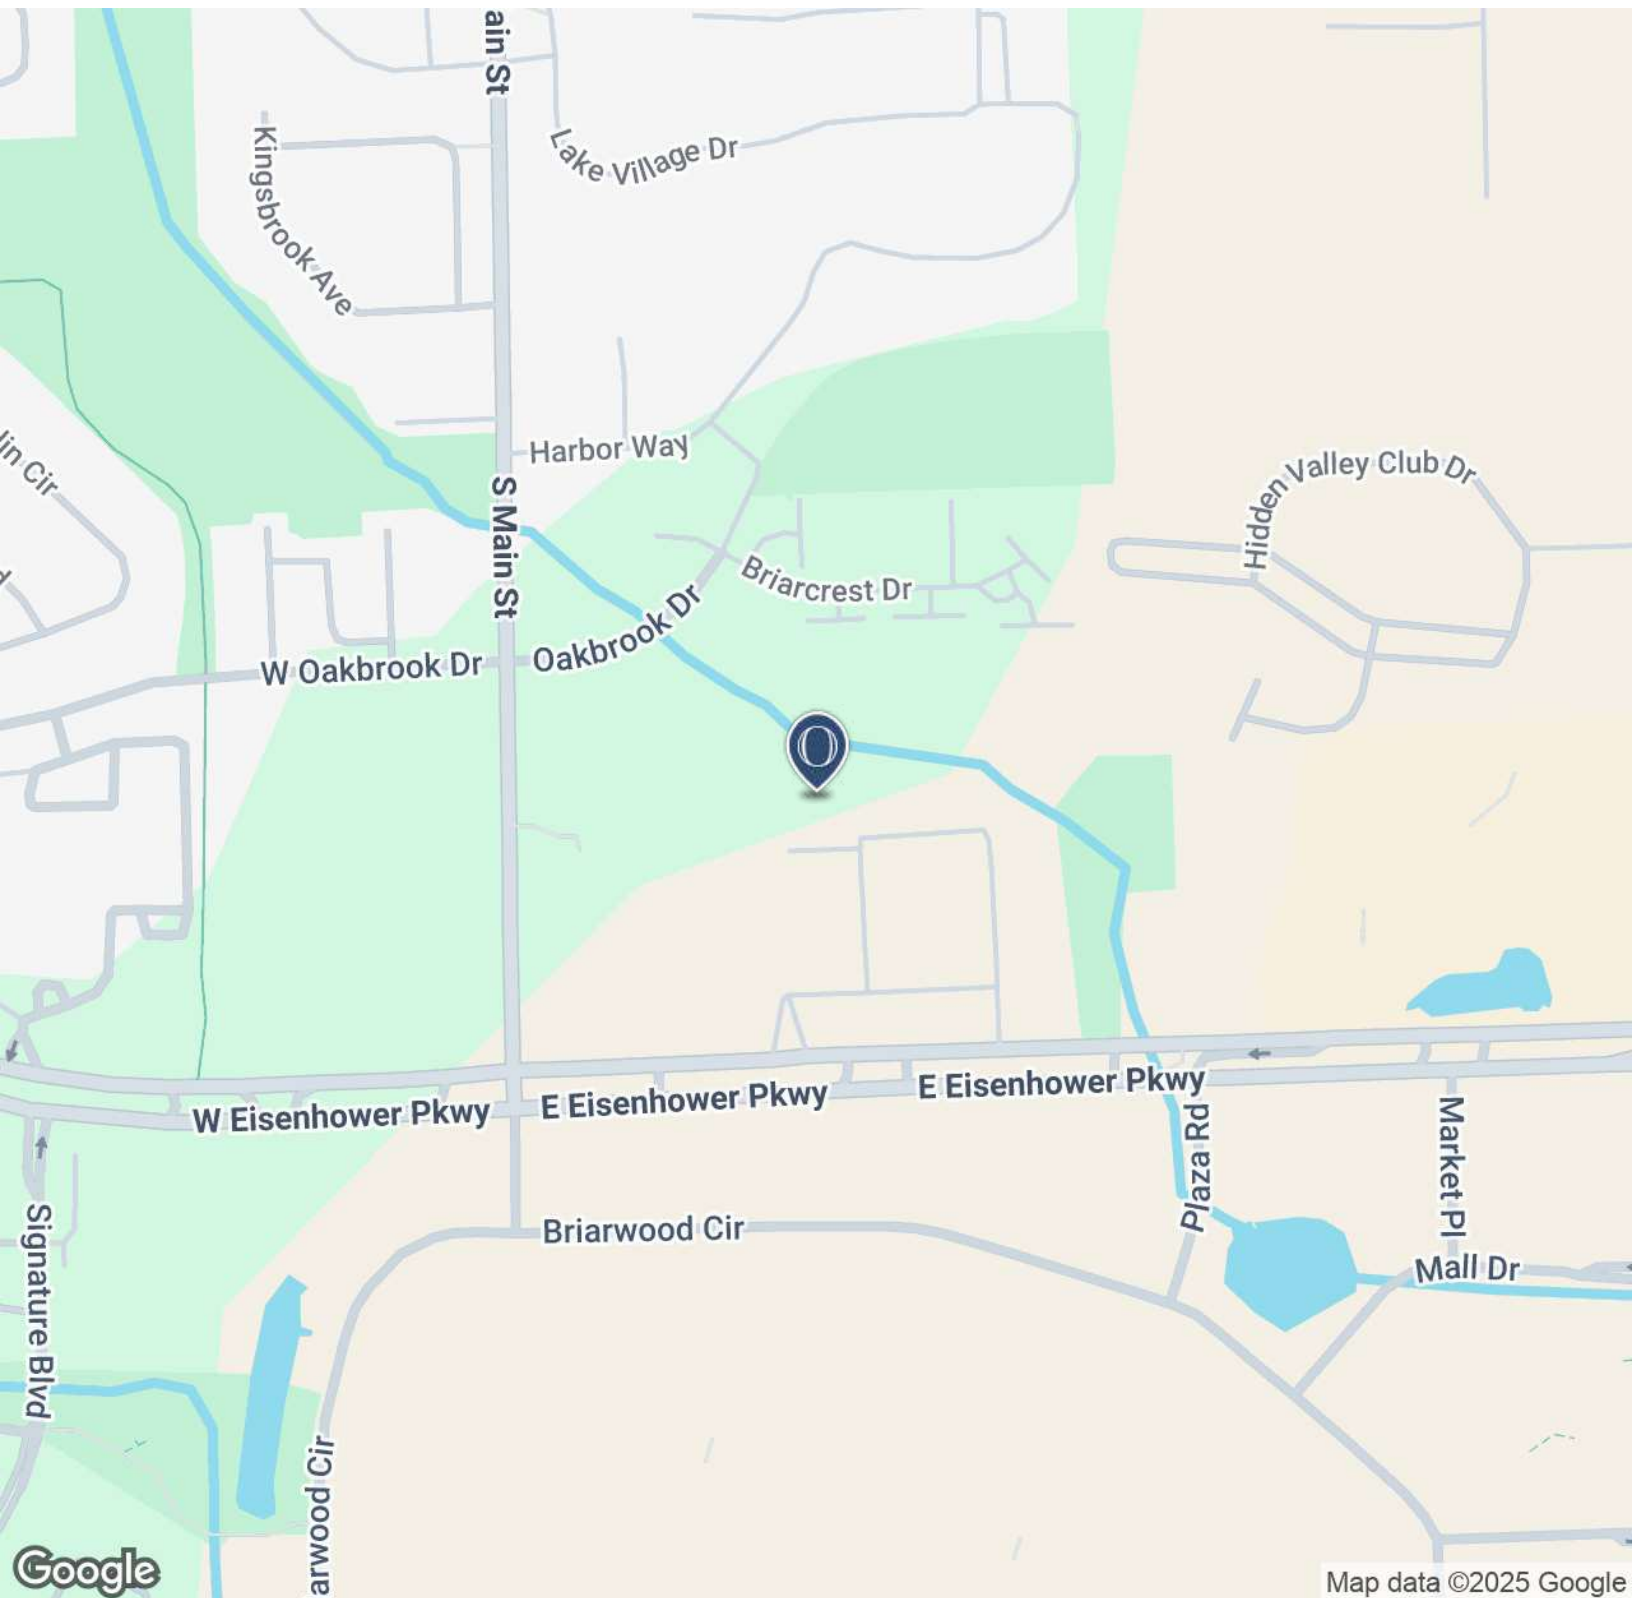 ain St
Kingsbrook Ave
Lake Village Dr
Harbor Way
lin Cir
Hidden Valley Club Dr
S Main St
Briarcrest Dr
Oakbrook Dr
W Oakbrook Dr
O
E Eisenhower Pkwy
E Eisenhower Pkwy
W Eisenhower Pkwy
Plaza Rd
Market Pl
Signature Blvd
Briarwood Cir
Mall Dr
arwood Cir
Google
Map data ©2025 Google